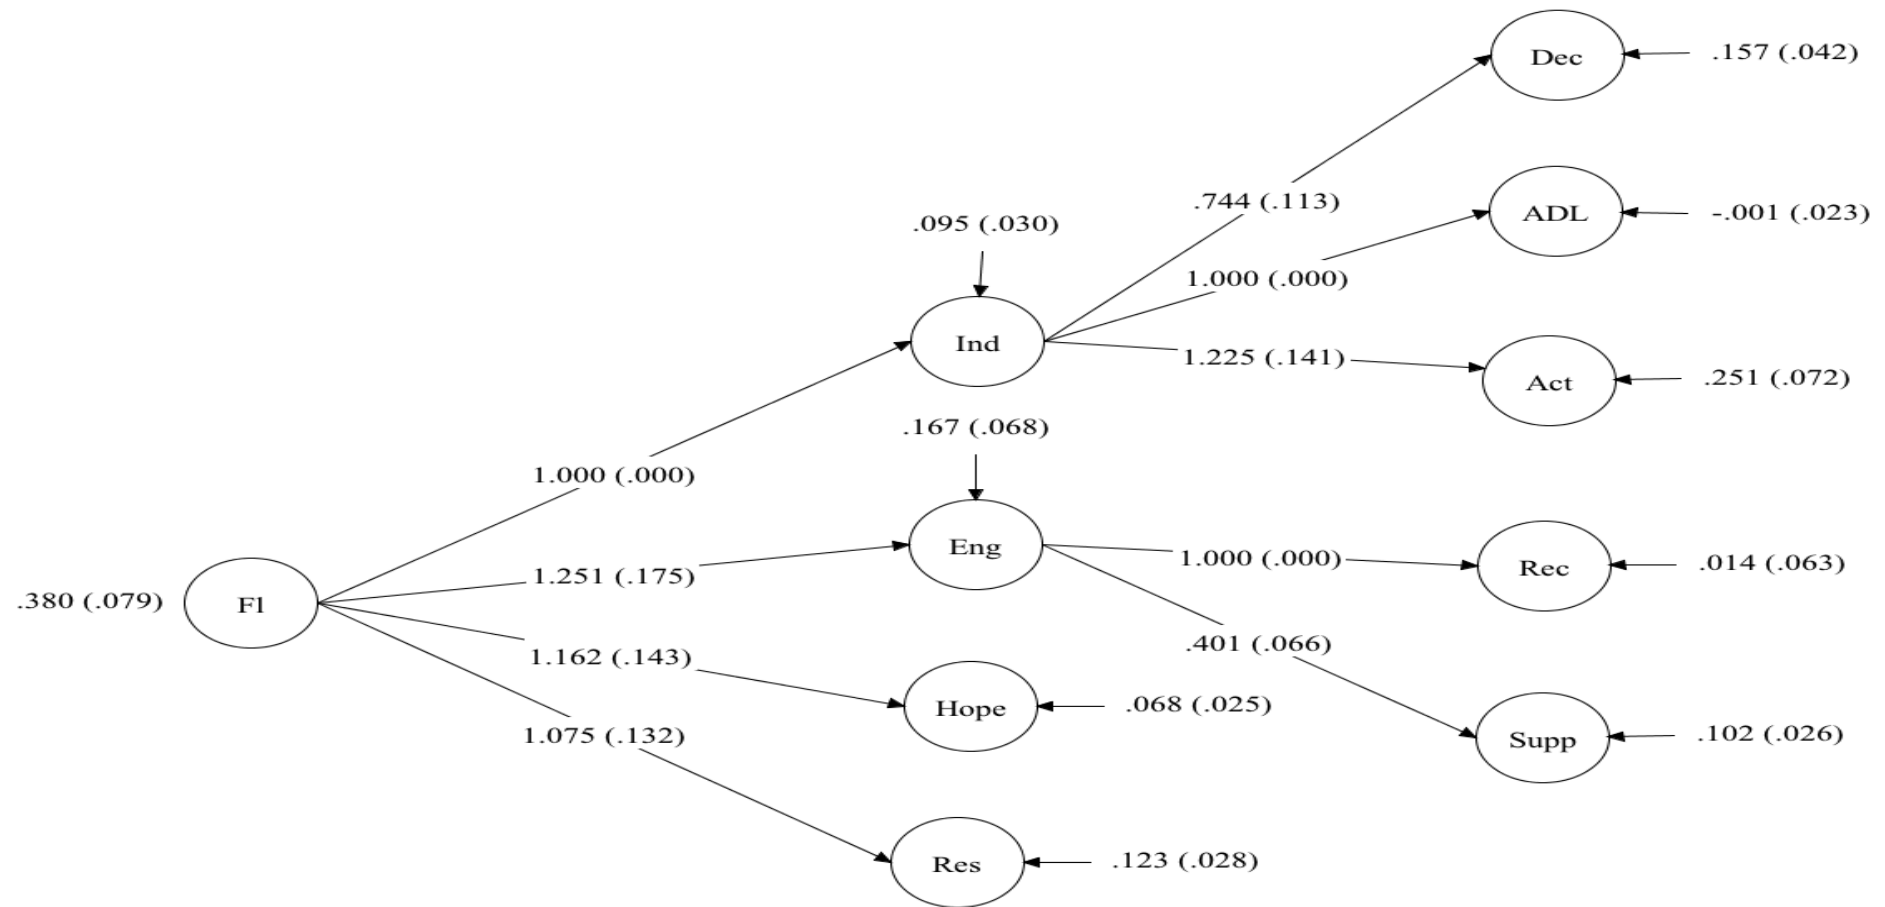 Dec
.157 (.042)
.744 (.113)
ADL
-.001 (.023)
.095 (.030)
1.000 (.000)
Ind
1.225 (.141)
Act
.251 (.072)
.167 (.068)
1.000 (.000)
Eng
1.000 (.000)
Rec
.014 (.063)
1.251 (.175)
.380 (.079)
Fl
.401 (.066)
1.162 (.143)
Hope
.068 (.025)
Supp
.102 (.026)
1.075 (.132)
Res
.123 (.028)